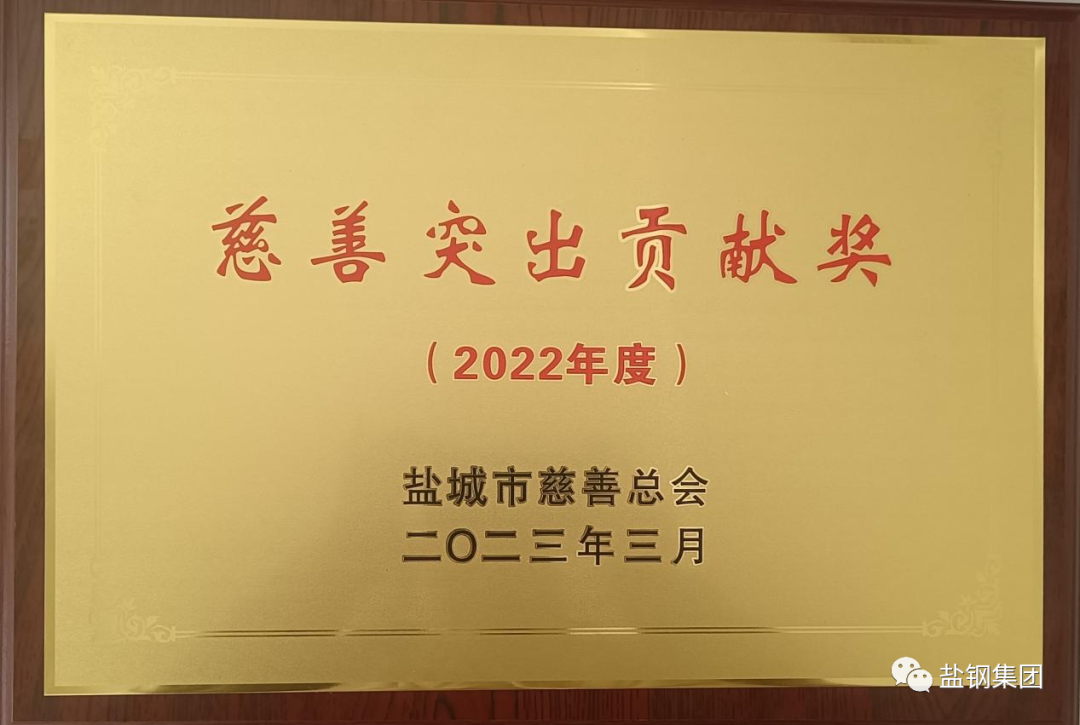 慈善突出贡献奖
（2022年度）
盐城市慈善总会
二〇二三年三月
盐钢集团